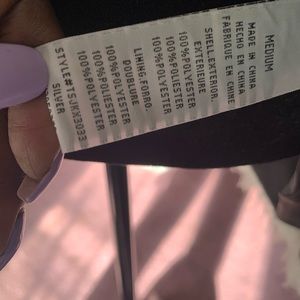 MEDIUM
MADE IN CHINA
HECHO EN CHINA
FABRIQUE EN CHINE
SHELL.EXTERIOR.
EXTERIEURE
100%POLYESTER
100%POLIESTER
100%POLYESTER
LINING.FORRO.
DOUBLURE
100%POLYESTER
100%POLIESTER
100%POLYESTER
STYLE#TSJKX3033
SILVER